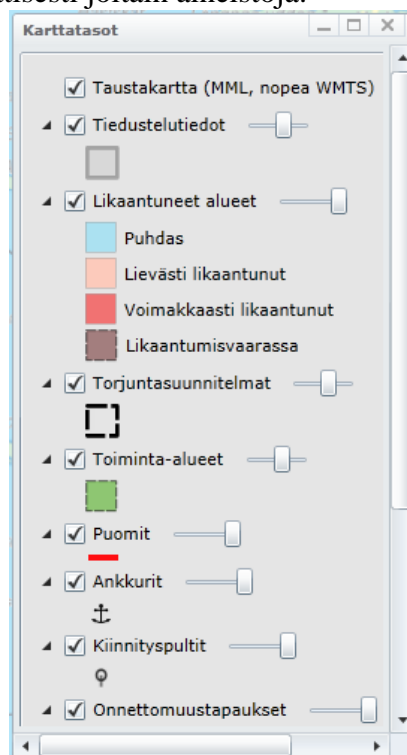 Karttatasot
Taustakartta (MML, nopea WMTS)
Tiedustelutiedot
Likaantuneet alueet
Puhdas
Lievästi likaantunut
Voimakkaasti likaantunut
Likaantumisvaarassa
Torjuntasuunnitelmat
Toiminta-alueet
Puomit
Ankkurit
Kiinnityspultit
Onnettomuustapaukset